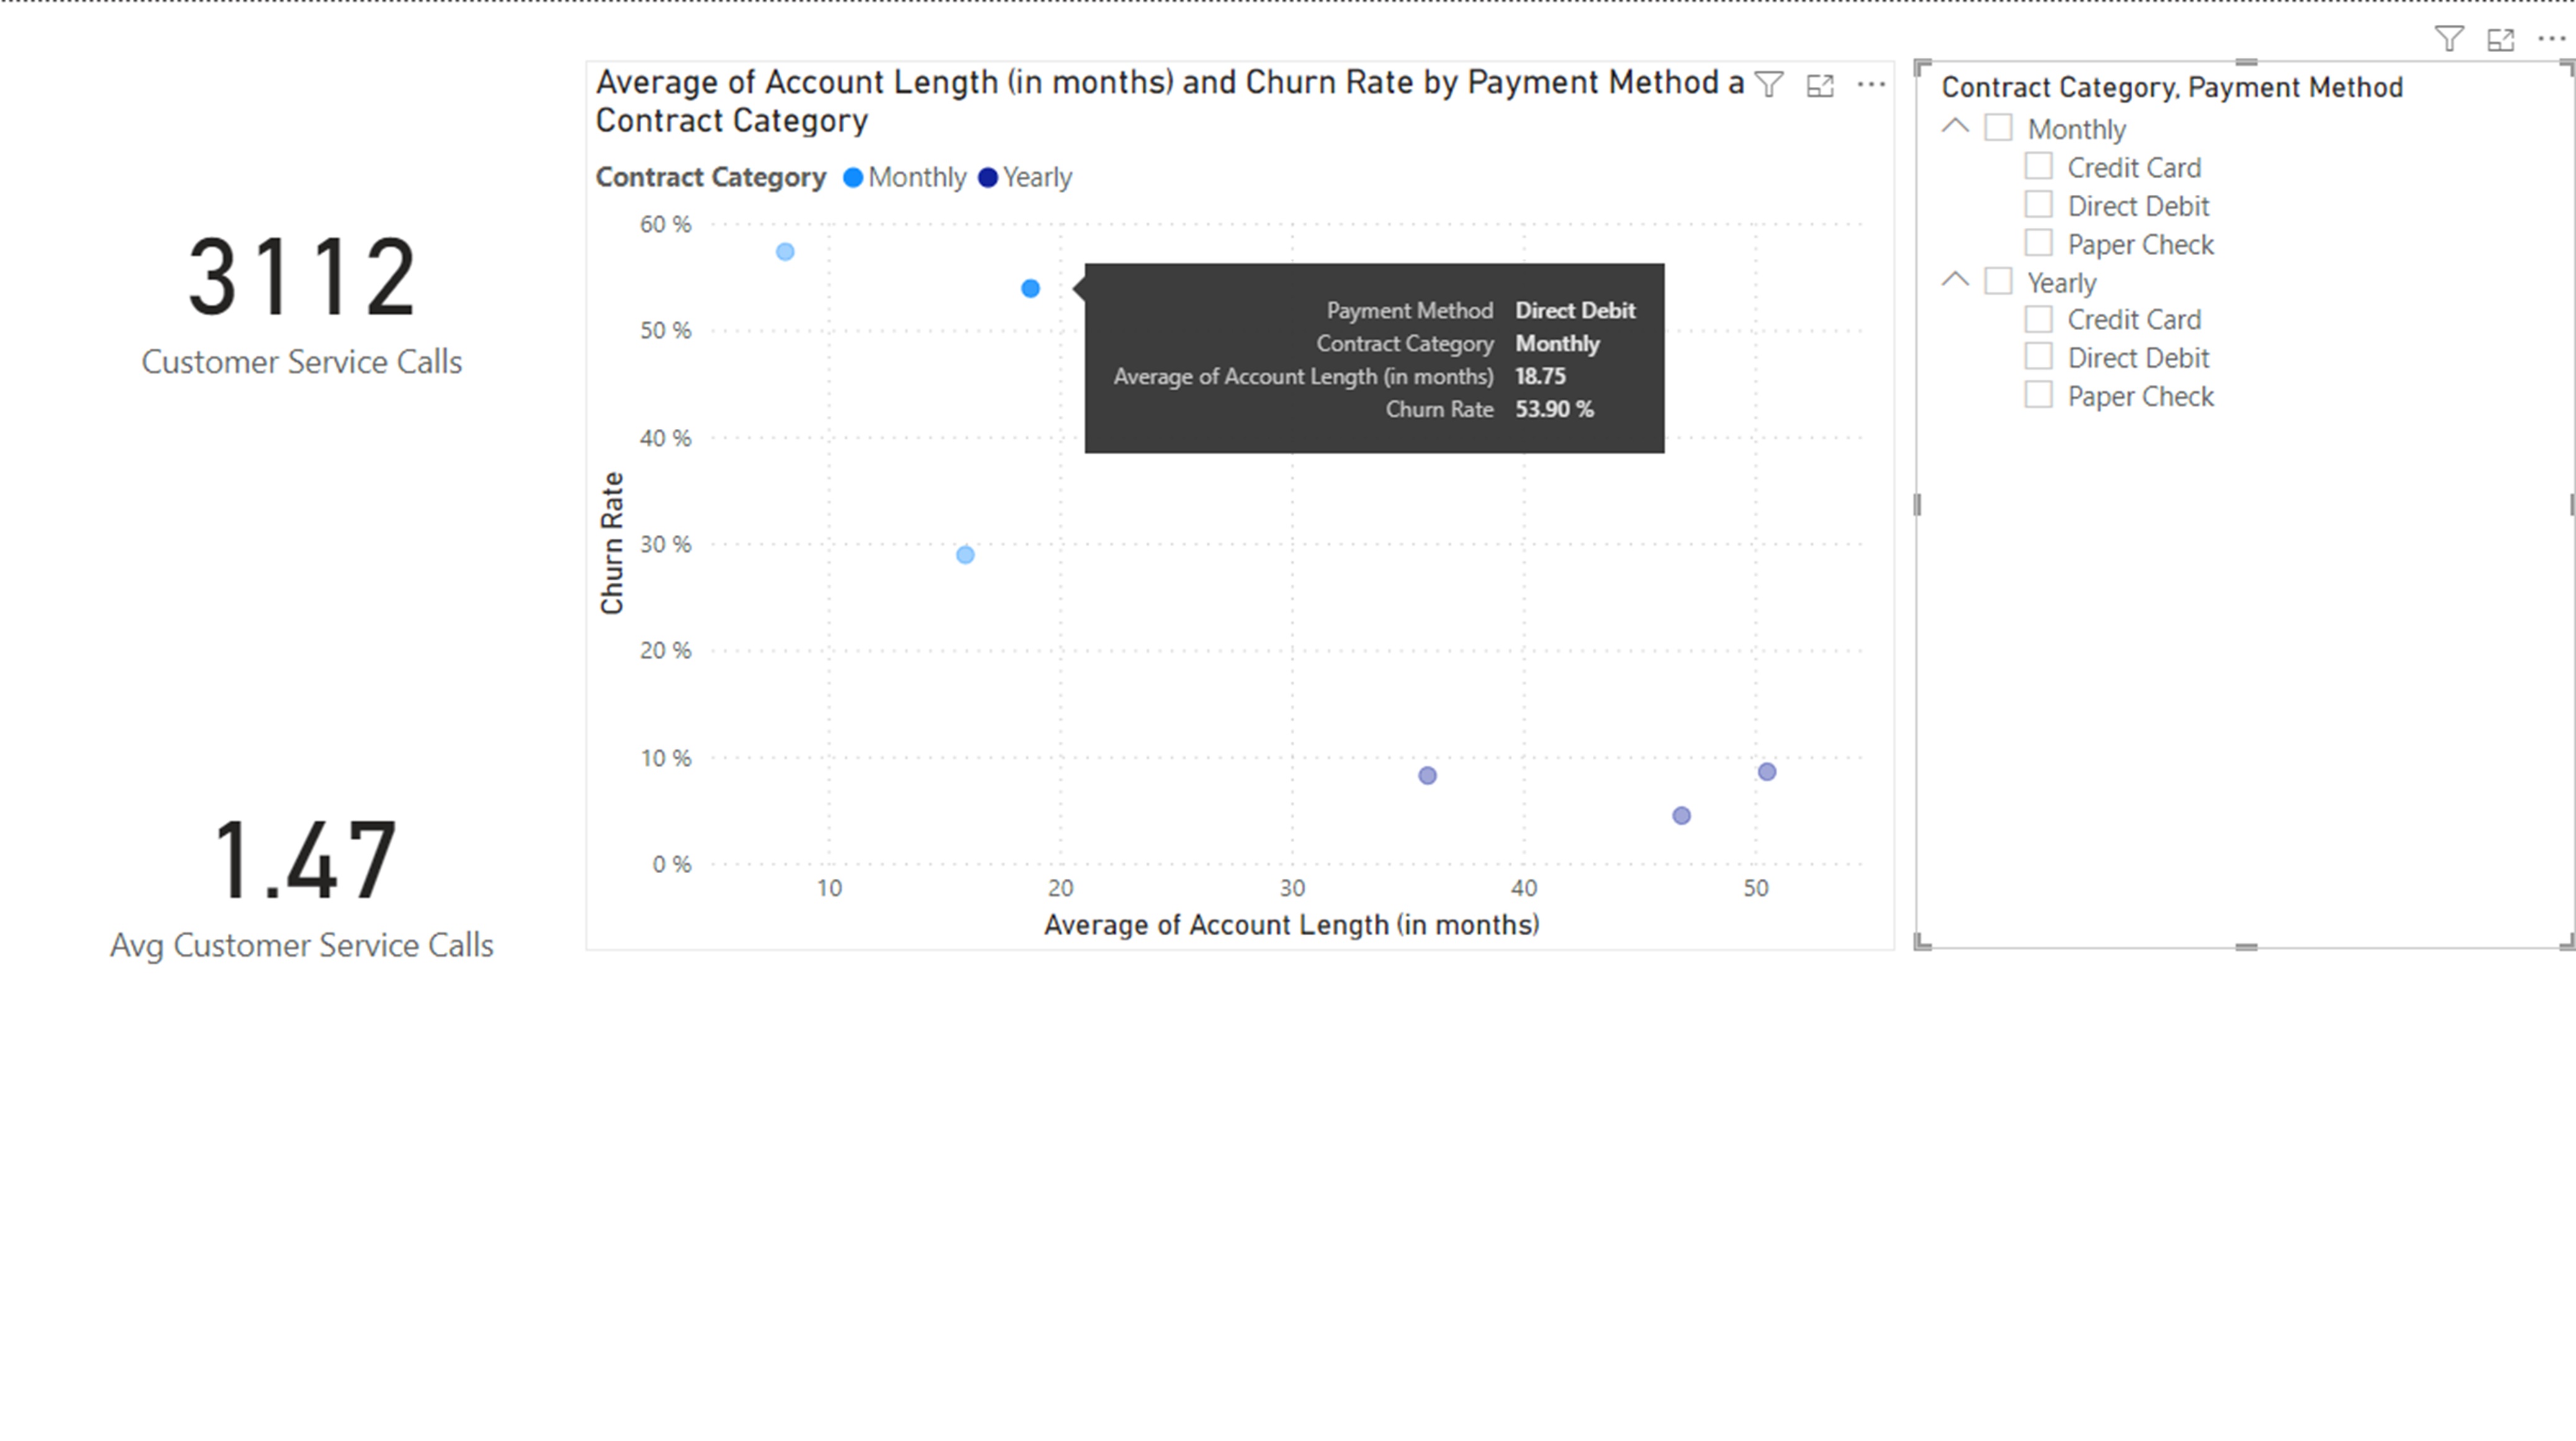 3112
Customer Service Calls
1.47
Avg Customer Service Calls
Average of Account Length (in months) and Churn Rate by Payment Method a
Contract Category
Contract Category Monthly Yearly
60 %
50 %
40 %
30 %
20 %
10 %
0 %
Churn Rate
10 20 30 40 50
Average of Account Length (in months)
Payment Method Direct Debit
Contract Category Monthly
Average of Account Length (in months) 18.75
Churn Rate 53.90 %
Contract Category, Payment Method
Monthly
Credit Card
Direct Debit
Paper Check
Yearly
Credit Card
Direct Debit
Paper Check